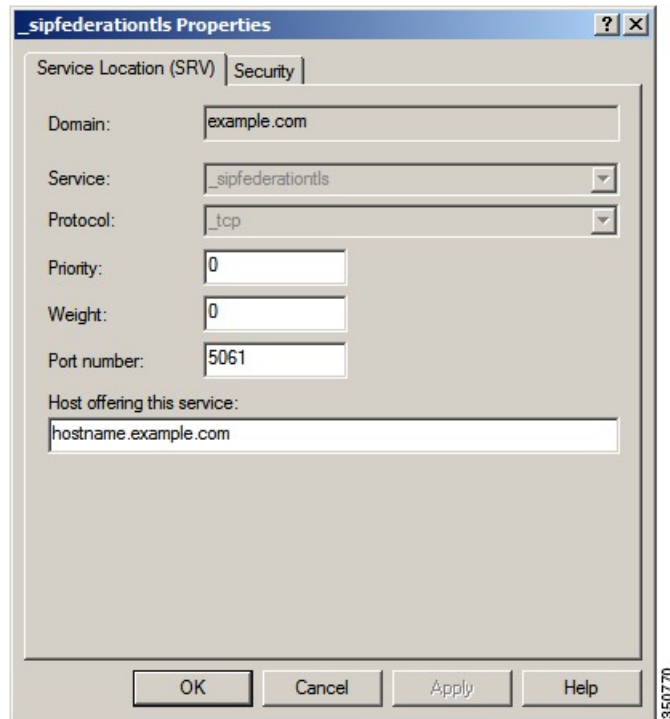 _sipfederationtls Properties
Service Location (SRV) Security
Domain: example.com
Service: _sipfederationtls
Protocol: _tcp
Priority: 0
Weight: 0
Port number: 5061
Host offering this service:
hostname.example.com
OK Cancel Apply Help
350770